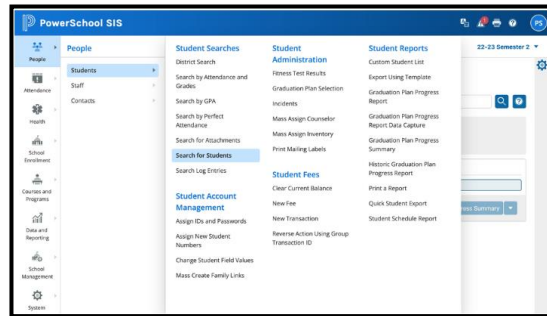 PowerSchool SIS
PS
People
Attendance
Health
School
Enrollment
Courses and
Programs
Data and
Reporting
School
Management
System
People
Students
Staff
Contacts
Student Searches
District Search
Search by Attendance and
Grades
Search by GPA
Search by Perfect
Attendance
Search for Attachments
Search for Students
Search Log Entries
Student Account
Management
Assign IDs and Passwords
Assign New Student
Numbers
Change Student Field Values
Mass Create Family Links
Student
Administration
Fitness Test Results
Graduation Plan Selection
Incidents
Mass Assign Counselor
Mass Assign Inventory
Print Mailing Labels
Student Fees
Clear Current Balance
New Fee
New Transaction
Reverse Action Using Group
Transaction ID
Student Reports
Custom Student List
Export Using Template
Graduation Plan Progress
Report
Graduation Plan Progress
Report Data Capture
Graduation Plan Progress
Summary
Historic Graduation Plan
Progress Report
Print a Report
Quick Student Export
Student Schedule Report
22-23 Semester 2
Summary